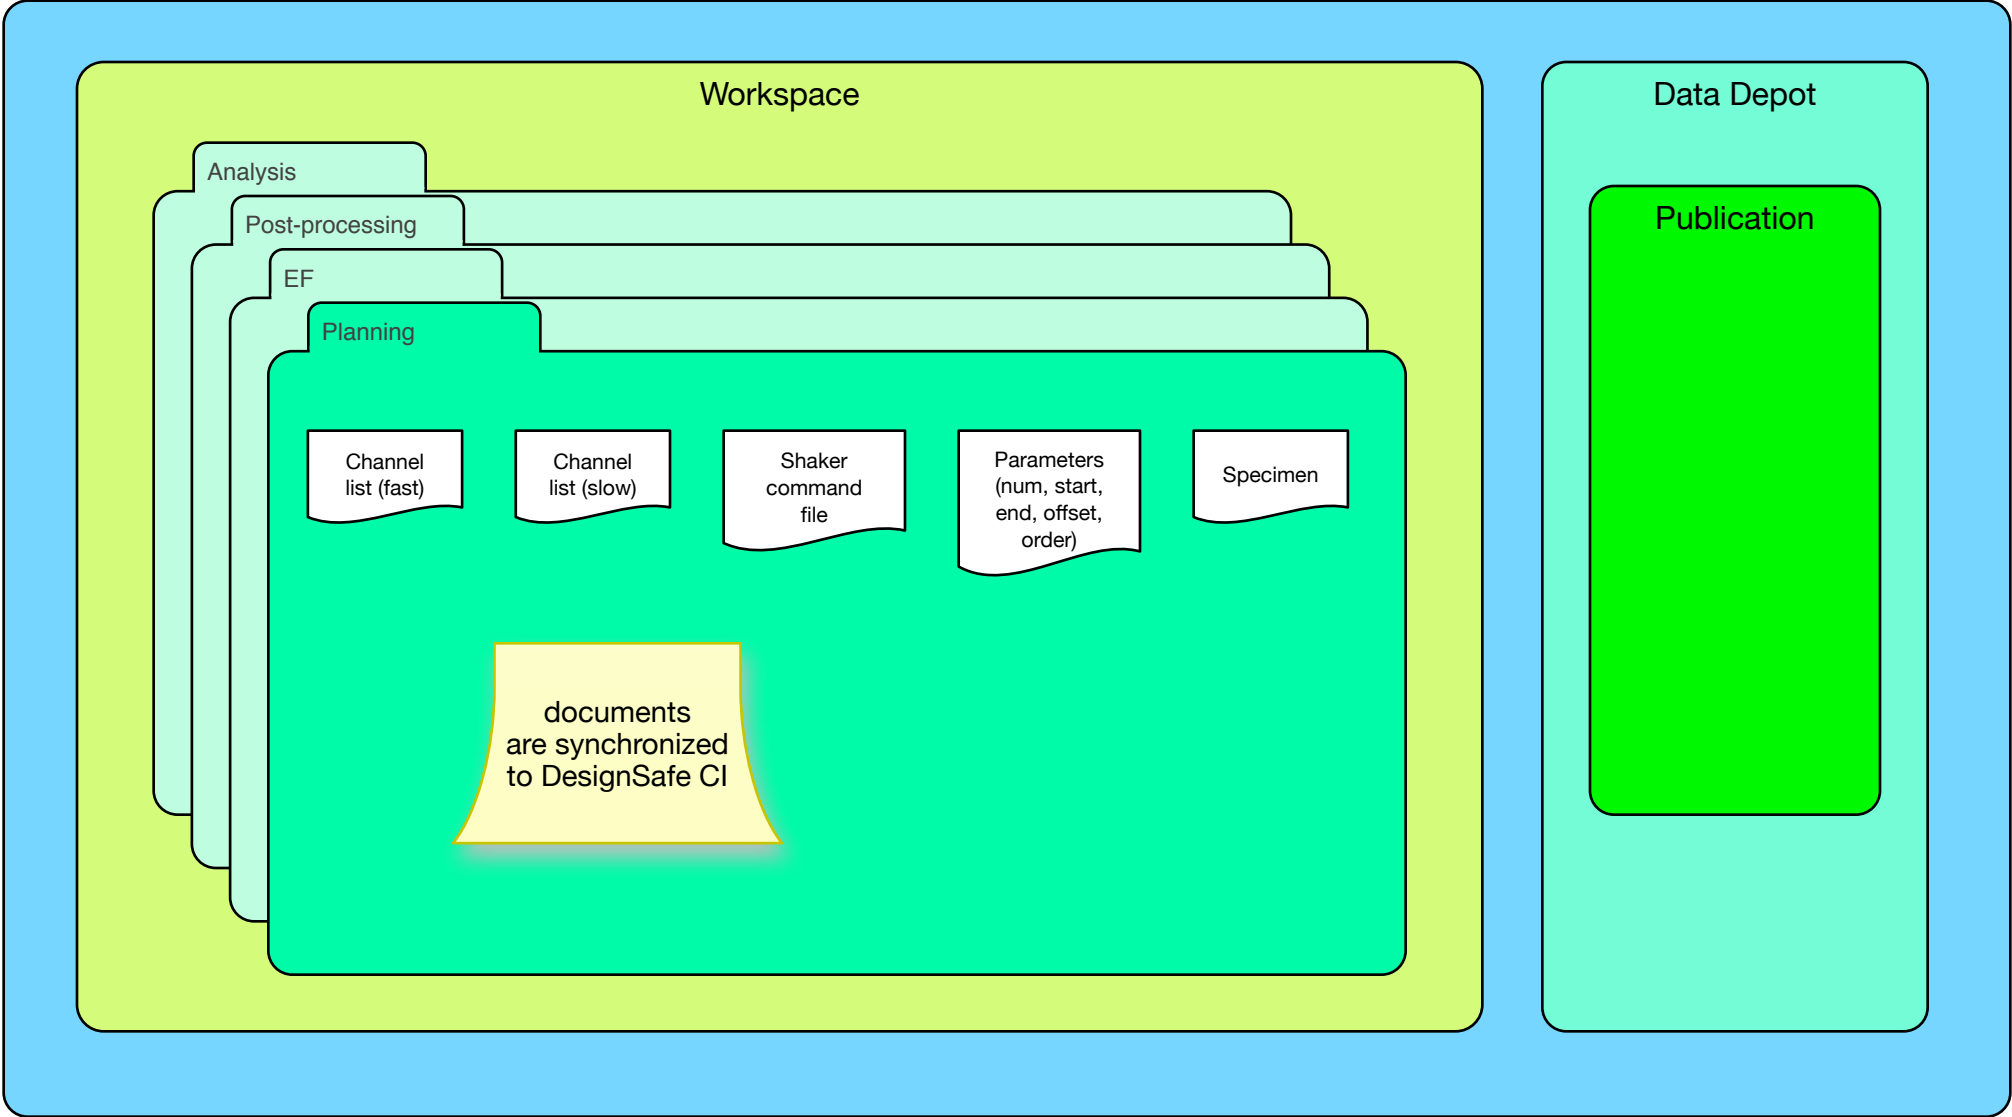 Workspace
Data Depot
Analysis
Publication
Post-processing
EF
Planning
Channel
list (fast)
Channel
list (slow)
Shaker
command
file
Parameters
(num, start,
end, offset,
order)
Specimen
documents
are synchronized
to DesignSafe CI